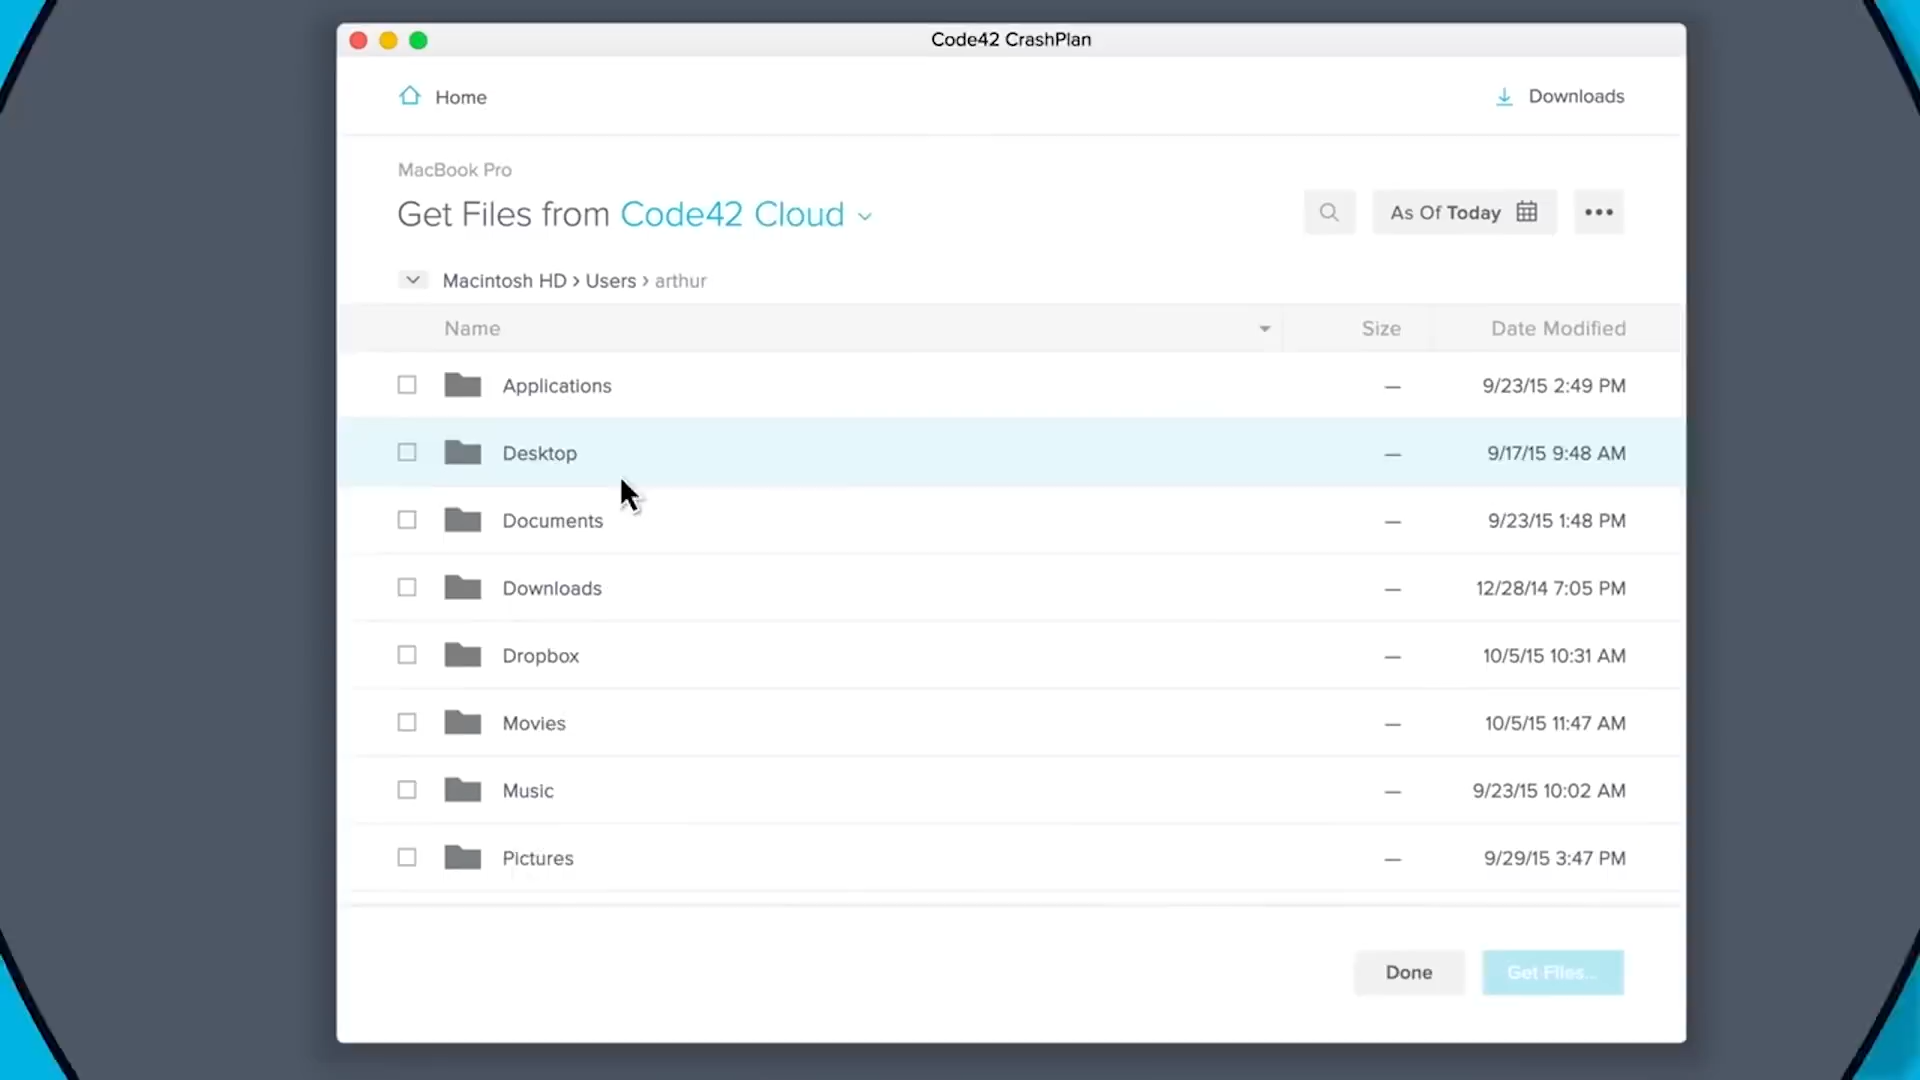 Code42 CrashPlan
Home
Downloads
MacBook Pro
Get Files from Code42 Cloud
As Of Today
•••
Macintosh HD › Users › arthur
Name Size Date Modified
Applications — 9/23/15 2:49 PM
Desktop — 9/17/15 9:48 AM
Documents — 9/23/15 1:48 PM
Downloads — 12/28/14 7:05 PM
Dropbox — 10/5/15 10:31 AM
Movies — 10/5/15 11:47 AM
Music — 9/23/15 10:02 AM
Pictures — 9/29/15 3:47 PM
Done Get Files...